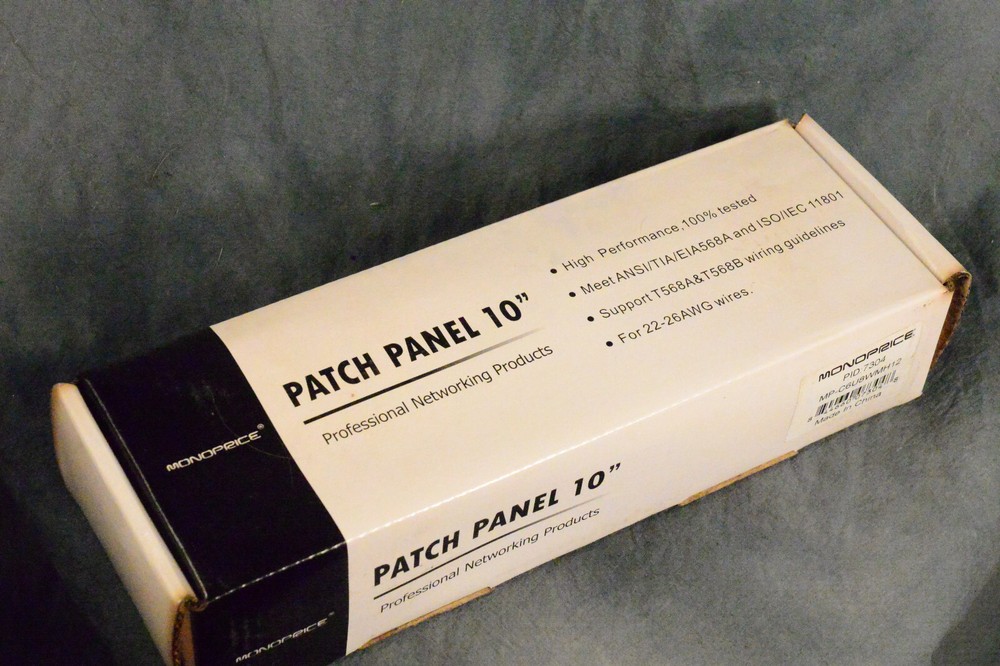 MONOPRICE®
PATCH PANEL 10”
Professional Networking Products
• High Performance,100% tested
• Meet ANSI/TIA/EIA568A and ISO/IEC 11801
• Support T568A&T568B wiring guidelines
• For 22-26AWG wires.
MONOPRICE®
PATCH PANEL 10”
Professional Networking Products
MONOPRICE
PID 7304
MP-C6U8WMH12
Made in China